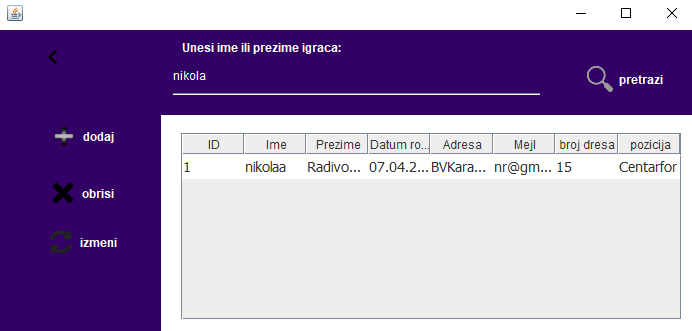 Unesi ime ili prezime igraca:
nikola
pretrazi
dodaj
obrisi
izmeni
ID Ime Prezime Datum ro... Adresa Mejl broj dresa pozicija
1 nikolaa Radivo... 07.04.2... BVKara... nr@gm... 15 Centarfor